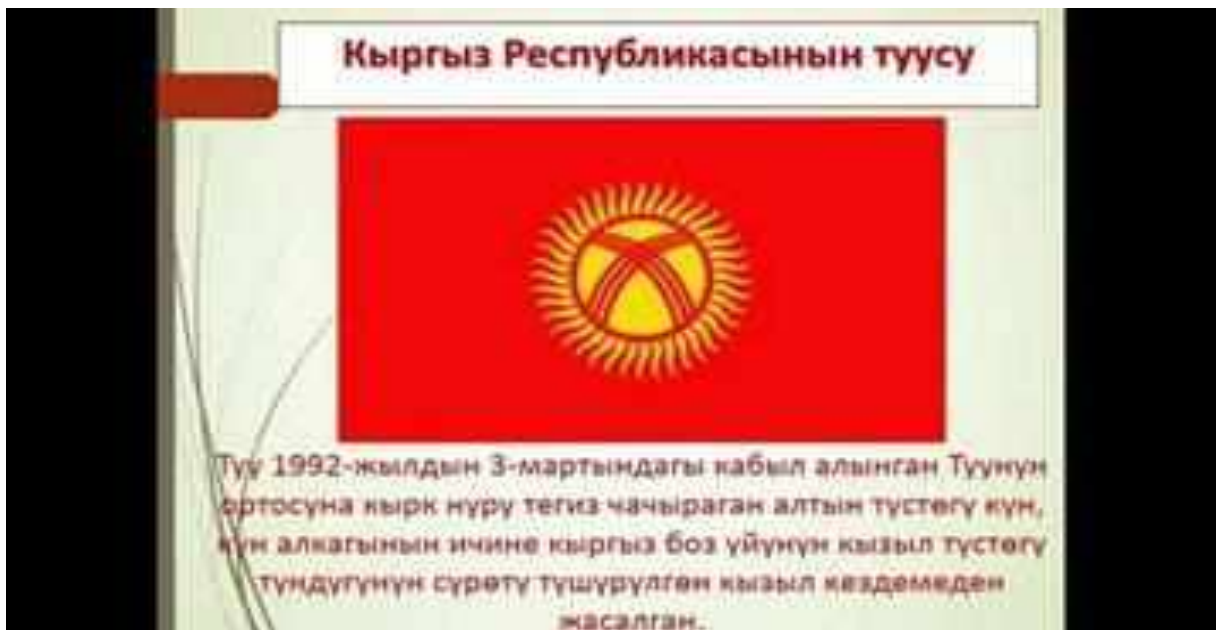 Кыргыз Республикасынын туусу
Туу 1992-жылдын 3-мартындагы кабыл алынган Туунун
ортосуна кырк нуру тегиз чачыраган алтын түстөгү күн,
күн алкагынын ичине кыргыз боз үйүнүн кызыл түстөгү
түндүгүнүн сүрөтү түшүрүлгөн кызыл кездемеден
жасалган.